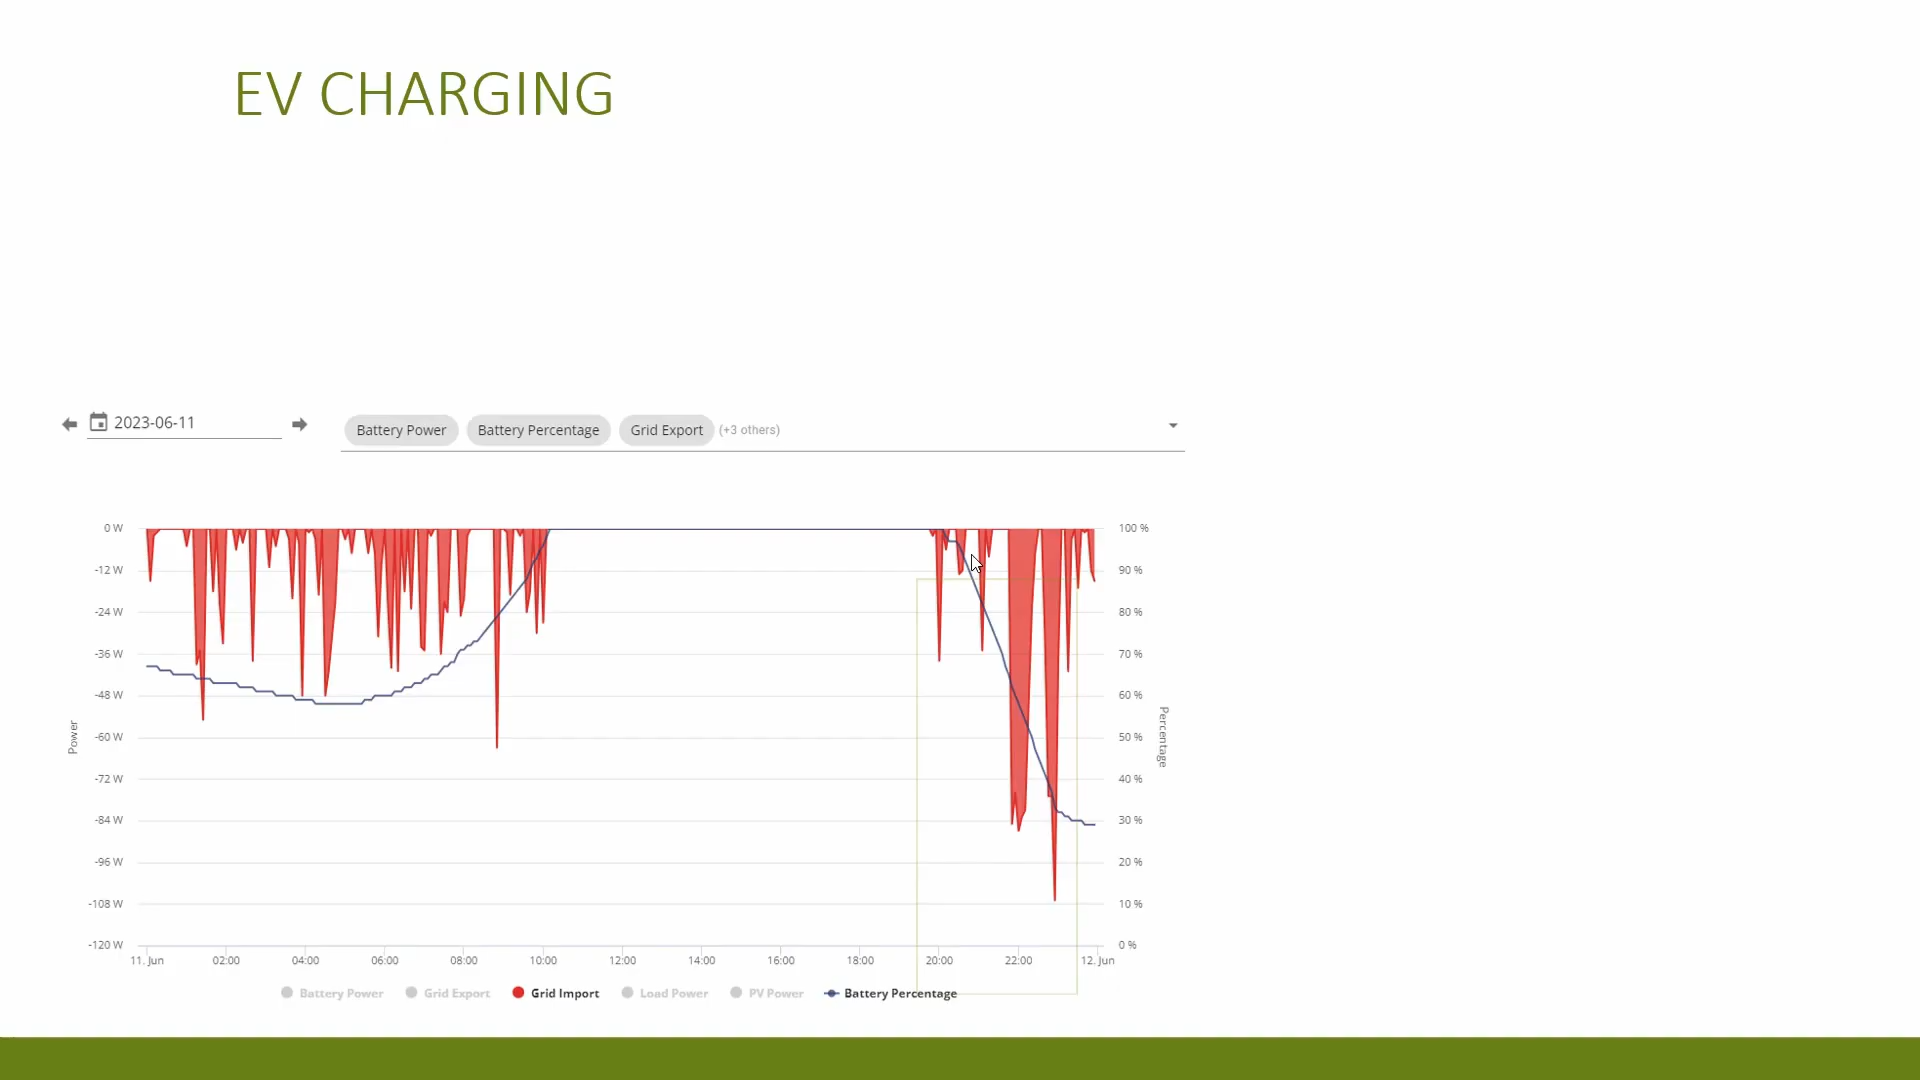 EV CHARGING
2023-06-11
Battery Power Battery Percentage Grid Export (+3 others)
0 W 100 %
-12 W 90 %
-24 W 80 %
-36 W 70 %
-48 W 60 %
-60 W 50 %
-72 W 40 %
-84 W 30 %
-96 W 20 %
-108 W 10 %
-120 W 0 %
Power
Percentage
11. Jun 02:00 04:00 06:00 08:00 10:00 12:00 14:00 16:00 18:00 20:00 22:00 12. Jun
Battery Power Grid Export Grid Import Load Power PV Power Battery Percentage